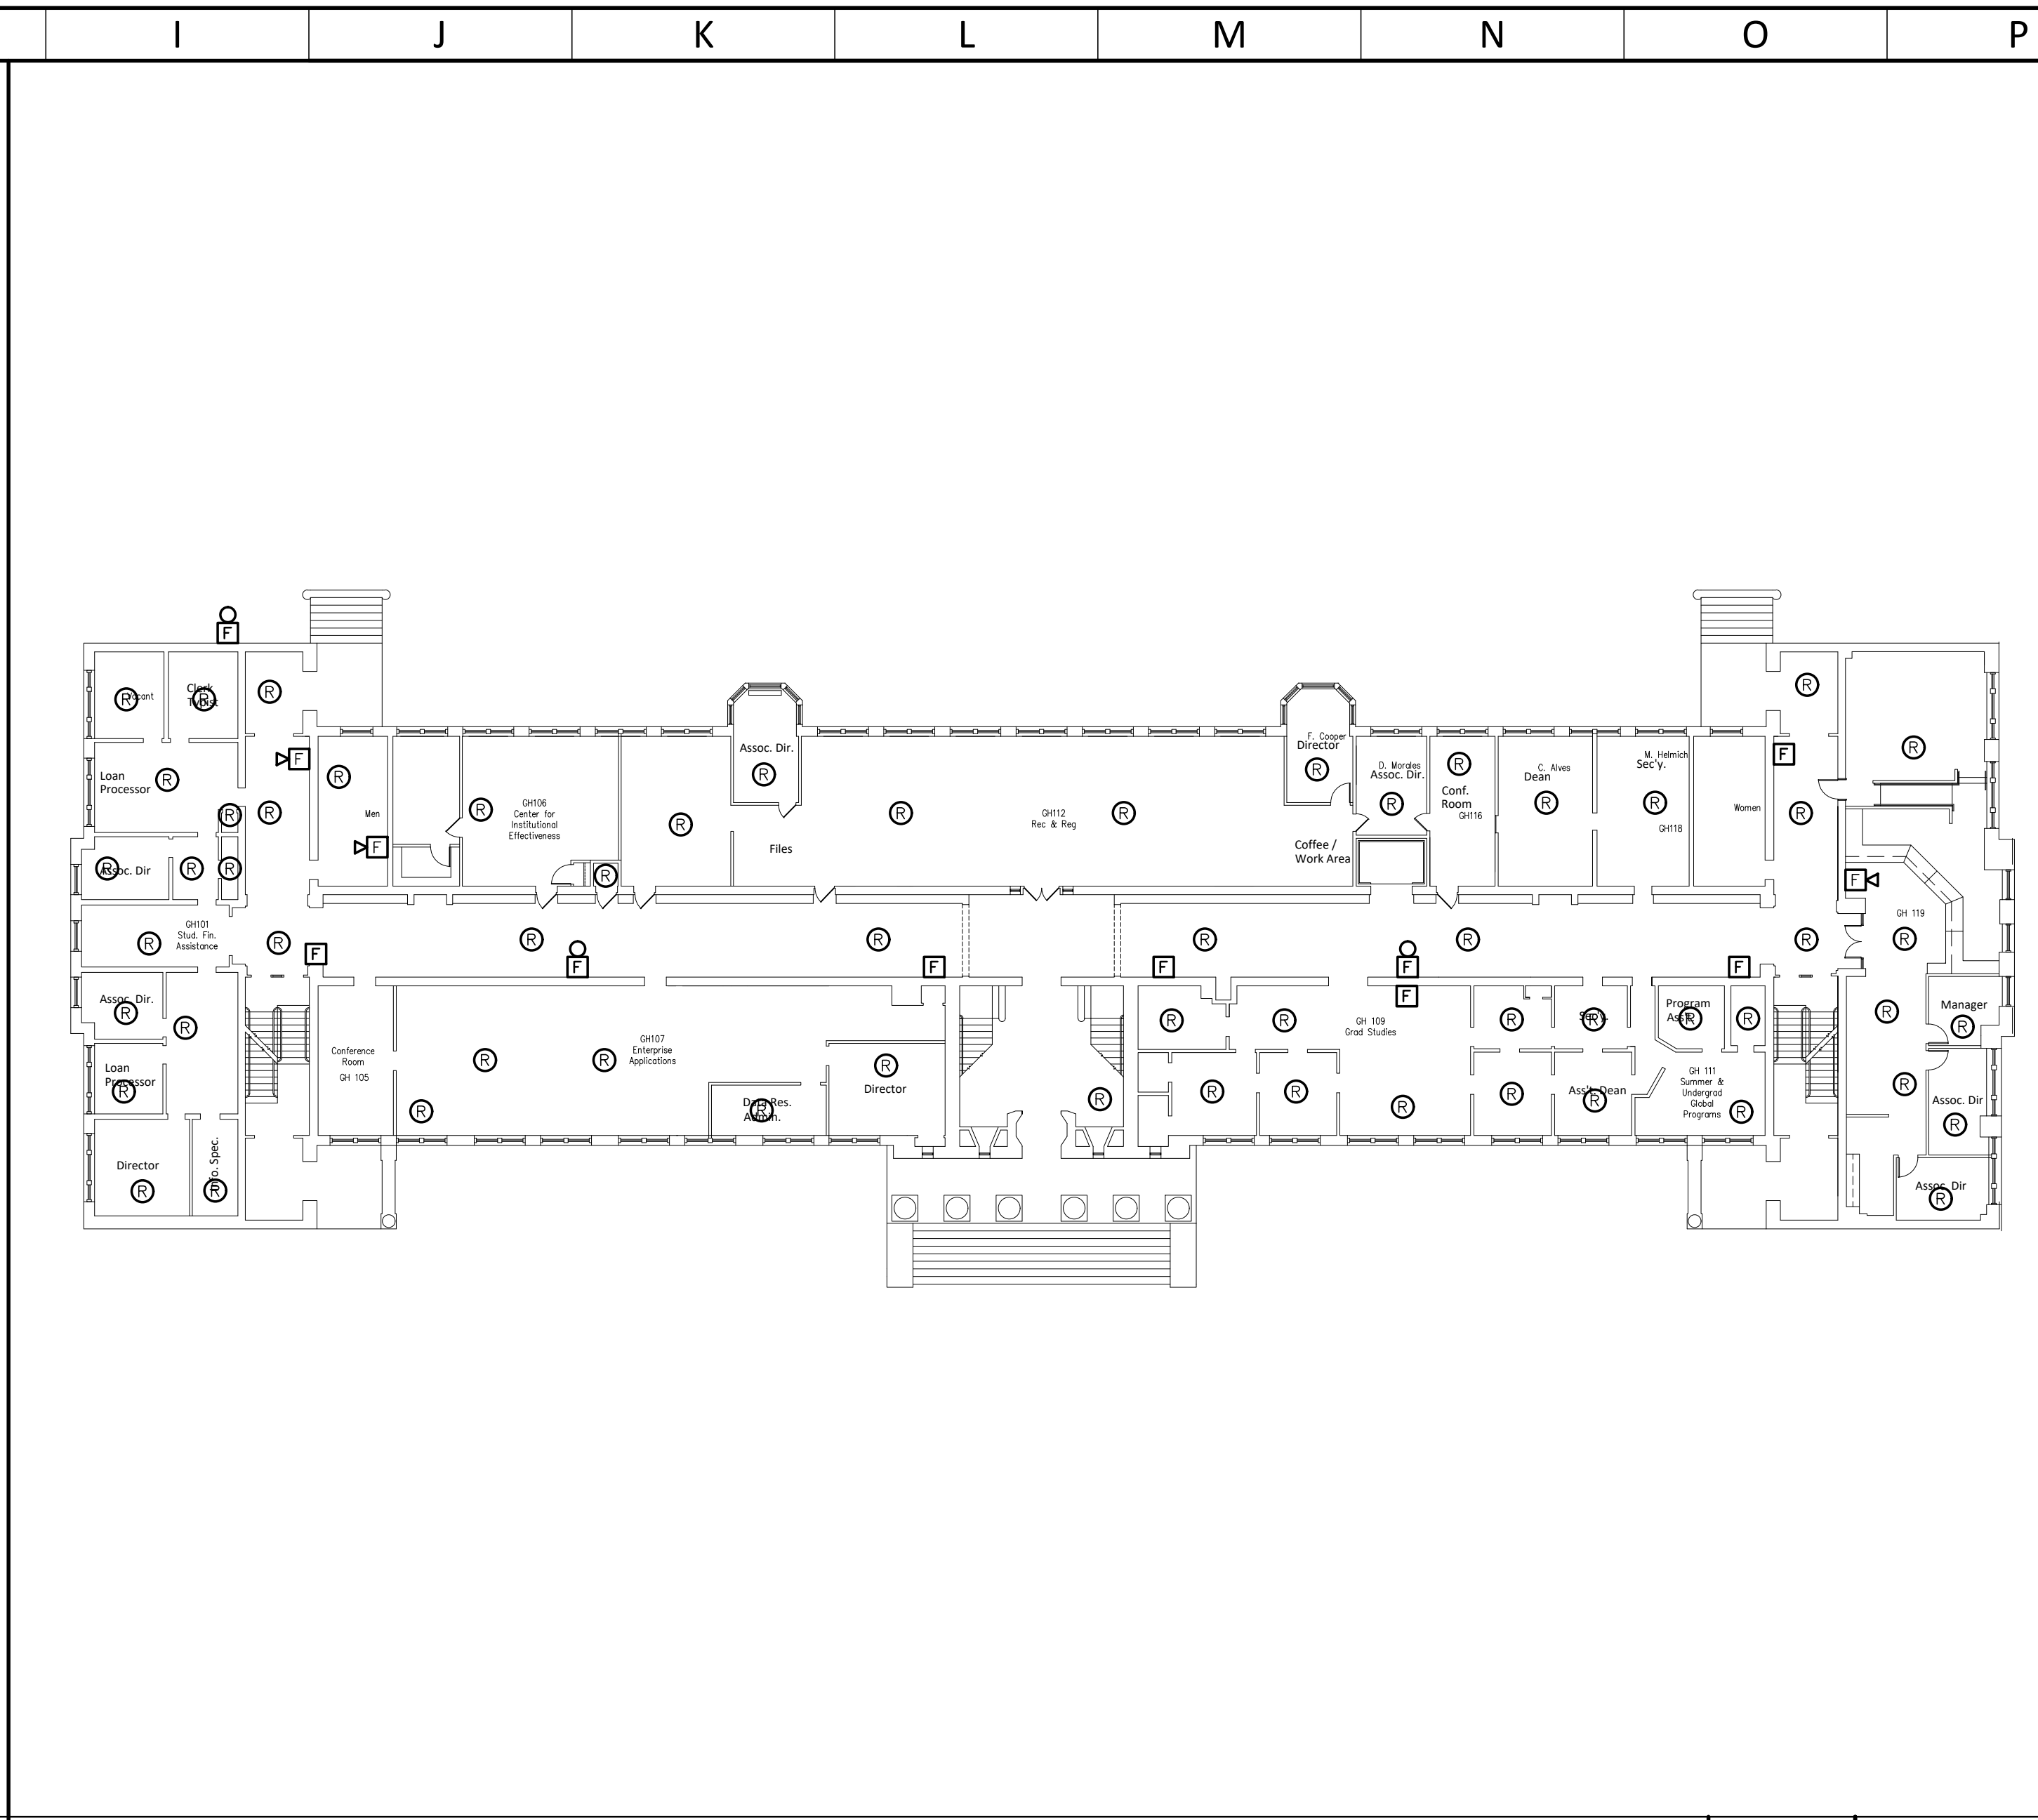 I J K L M N O P
F
Vacant
R
Clerk
Typist
R
R
R
F
Loan
Processor
R
R
R
R
Men
F
R
GH106
Center for
Institutional
Effectiveness
R
R
Assoc. Dir.
R
Files
R
GH112
Rec & Reg
R
F. Cooper
Director
R
Coffee /
Work Area
D. Morales
Assoc. Dir.
R
R
Conf.
Room
GH116
C. Alves
Dean
R
M. Helmich
Sec'y.
R
GH118
Women
F
R
R
R
Assoc. Dir
R
R
R
F
GH 119
R
GH101
Stud. Fin.
Assistance
R
R
F
R
F
R
F
F
R
F
F
R
F
R
Assoc. Dir.
R
R
Loan
Processor
R
Director
R
Info. Spec.
R
Conference
Room
GH 105
R
R
R
GH107
Enterprise
Applications
Data Res.
Admin.
R
R
Director
R
R
R
R
R
GH 109
Grad Studies
R
R
R
Sec'y.
R
Ass't. Dean
R
Program
Ass't.
R
R
GH 111
Summer &
Undergrad
Global
Programs
R
R
Manager
R
R
Assoc. Dir
R
Assoc. Dir
R